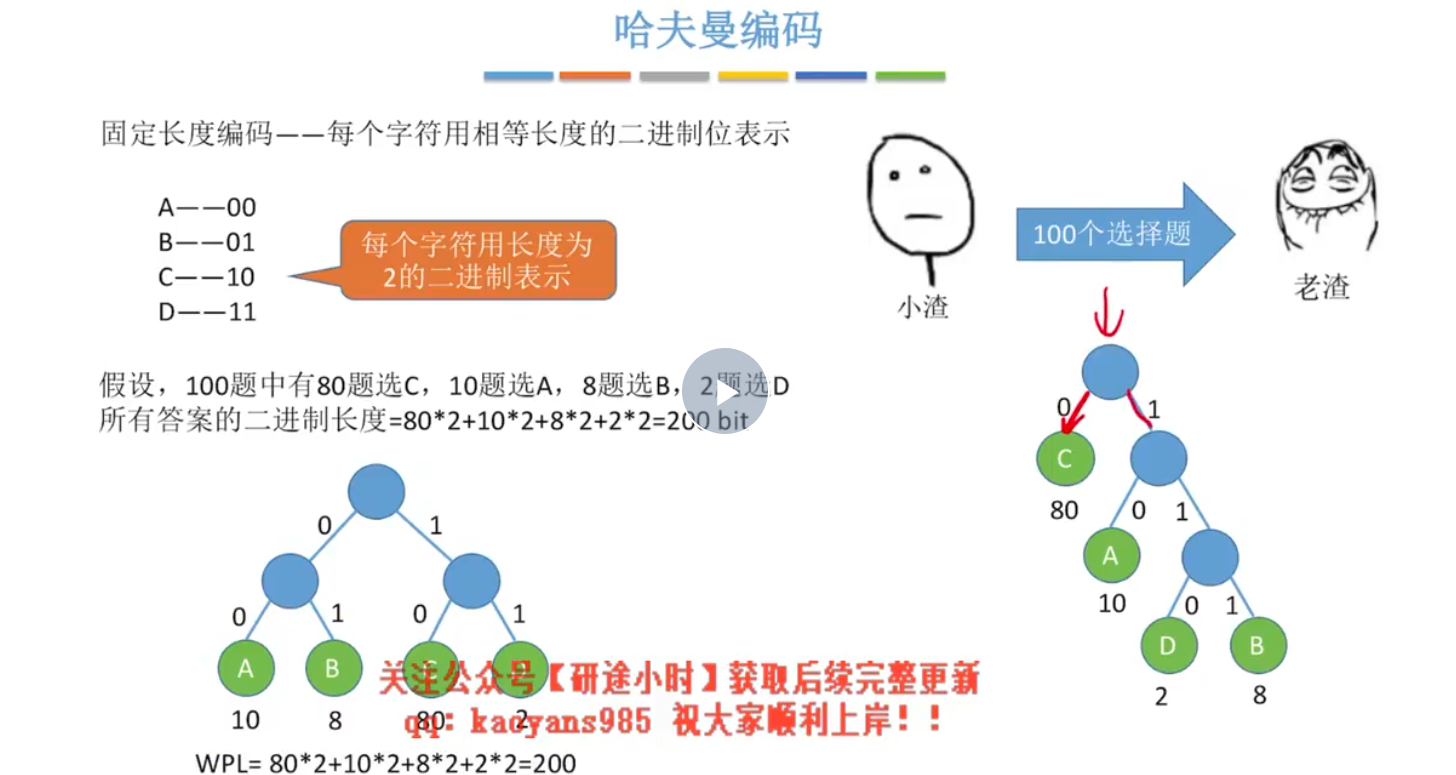 哈夫曼编码
固定长度编码——每个字符用相等长度的二进制位表示
A——00
B——01
C——10
D——11
每个字符用长度为
2的二进制表示
100个选择题
小渣
老渣
假设，100题中有80题选C，10题选A，8题选B，2题选D
所有答案的二进制长度=80*2+10*2+8*2+2*2=200 bit
0 1
0 1 0 1
A B C D
10 8 80 2
WPL= 80*2+10*2+8*2+2*2=200
0 1
C
80 0 1
A
10 0 1
D B
2 8
关注公众号【研途小时】获取后续完整更新
qq：kaoyans985 祝大家顺利上岸！！